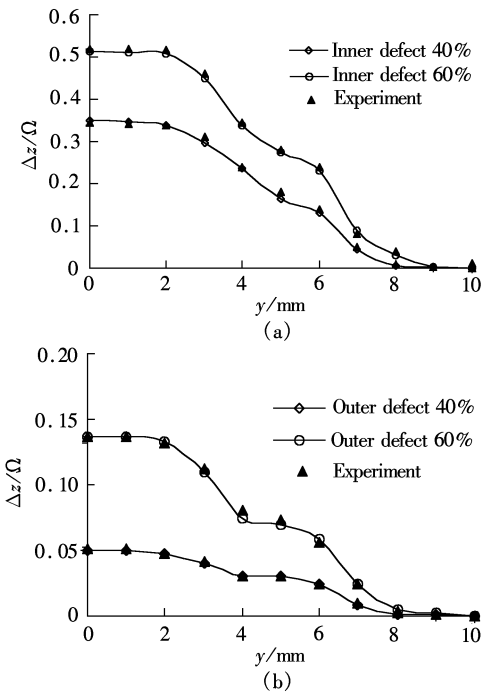 0.6
0.5
0.4
0.3
0.2
0.1
0
Δz/Ω
Inner defect 40%
Inner defect 60%
Experiment
0 2 4 6 8 10
y/mm
(a)
0.20
0.15
0.10
0.05
0
Δz/Ω
Outer defect 40%
Outer defect 60%
Experiment
0 2 4 6 8 10
y/mm
(b)